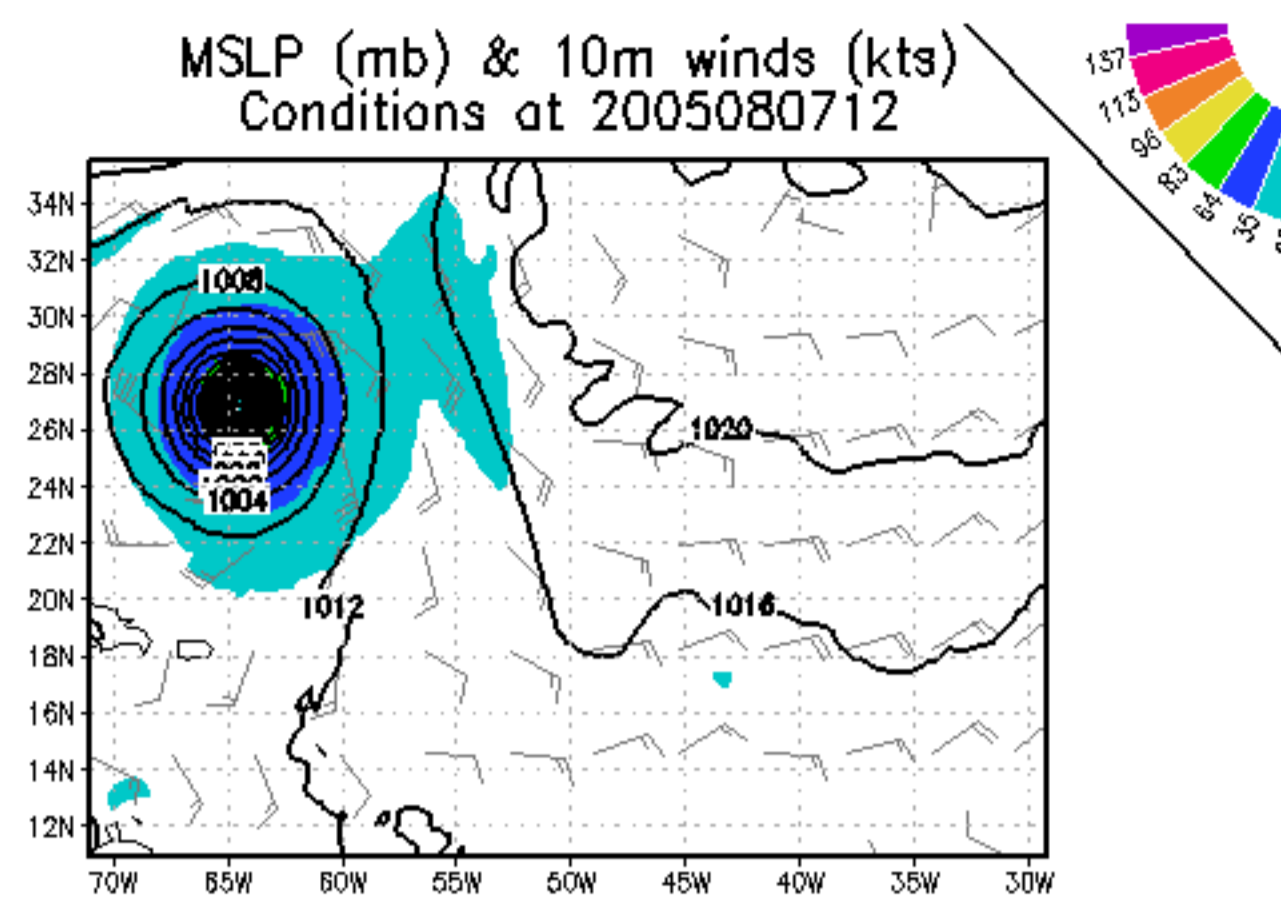 MSLP (mb) & 10m winds (kts)
Conditions at 2005080712
137
113
96
83
64
35
34N
32N
30N
28N
26N
24N
22N
20N
18N
16N
14N
12N
1008
1004
1012
1020
1016
70W 65W 60W 55W 50W 45W 40W 35W 30W